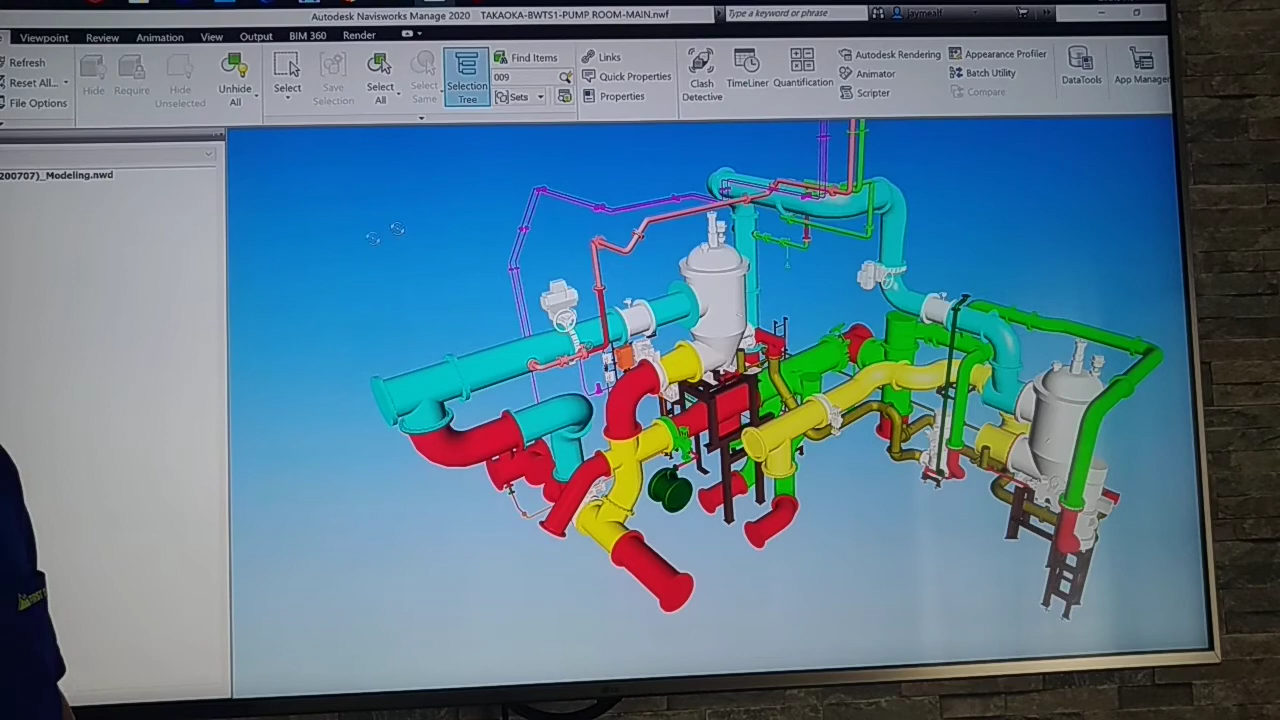 Autodesk Navisworks Manage 2020 TAKAOKA-BWTS1-PUMP ROOM-MAIN.nwf
Type a keyword or phrase
jaymealf
Viewpoint Review Animation View Output BIM 360 Render
Refresh
Reset All...
File Options
Hide
Require
Hide Unselected
Unhide All
Select
Save Selection
Select All
Select Same
Selection Tree
Find Items
009
Sets
Links
Quick Properties
Properties
Clash Detective
TimeLiner
Quantification
Autodesk Rendering
Animator
Scripter
Appearance Profiler
Batch Utility
Compare
DataTools
App Manager
200707)_Modeling.nwd